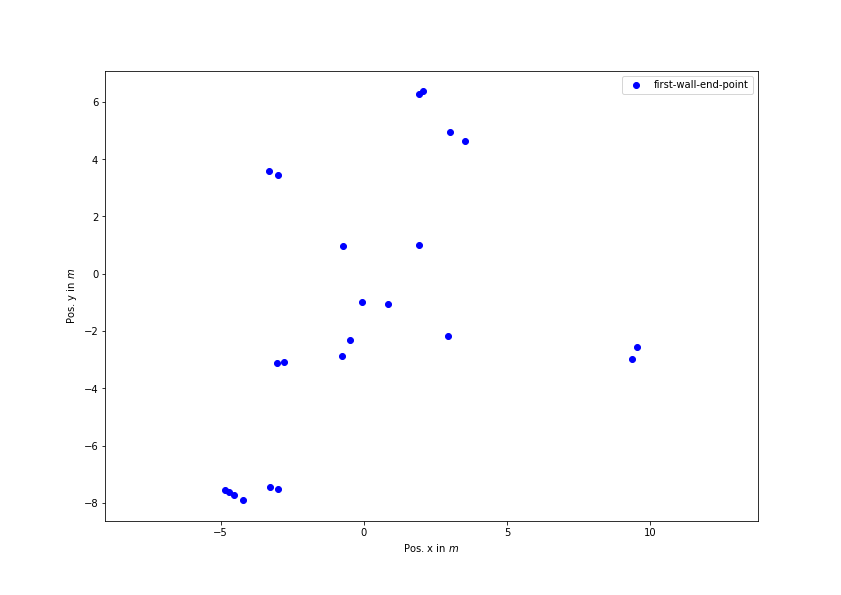 first-wall-end-point
6
4
2
0
−2
−4
−6
−8
Pos. y in m
−5 0 5 10
Pos. x in m